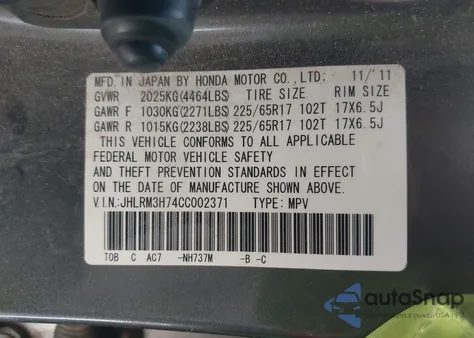 MFD. IN JAPAN BY HONDA MOTOR CO., LTD. 11/'11
GVWR 2025KG(4464LBS) TIRE SIZE RIM SIZE
GAWR F 1030KG(2271LBS) 225/65R17 102T 17X6.5J
GAWR R 1015KG(2238LBS) 225/65R17 102T 17X6.5J
THIS VEHICLE CONFORMS TO ALL APPLICABLE
FEDERAL MOTOR VEHICLE SAFETY
AND THEFT PREVENTION STANDARDS IN EFFECT
ON THE DATE OF MANUFACTURE SHOWN ABOVE.
V.I.N:JHLRM3H74CC002371 TYPE: MPV
TOB C AC7 -NH737M -B -C
autoSnap